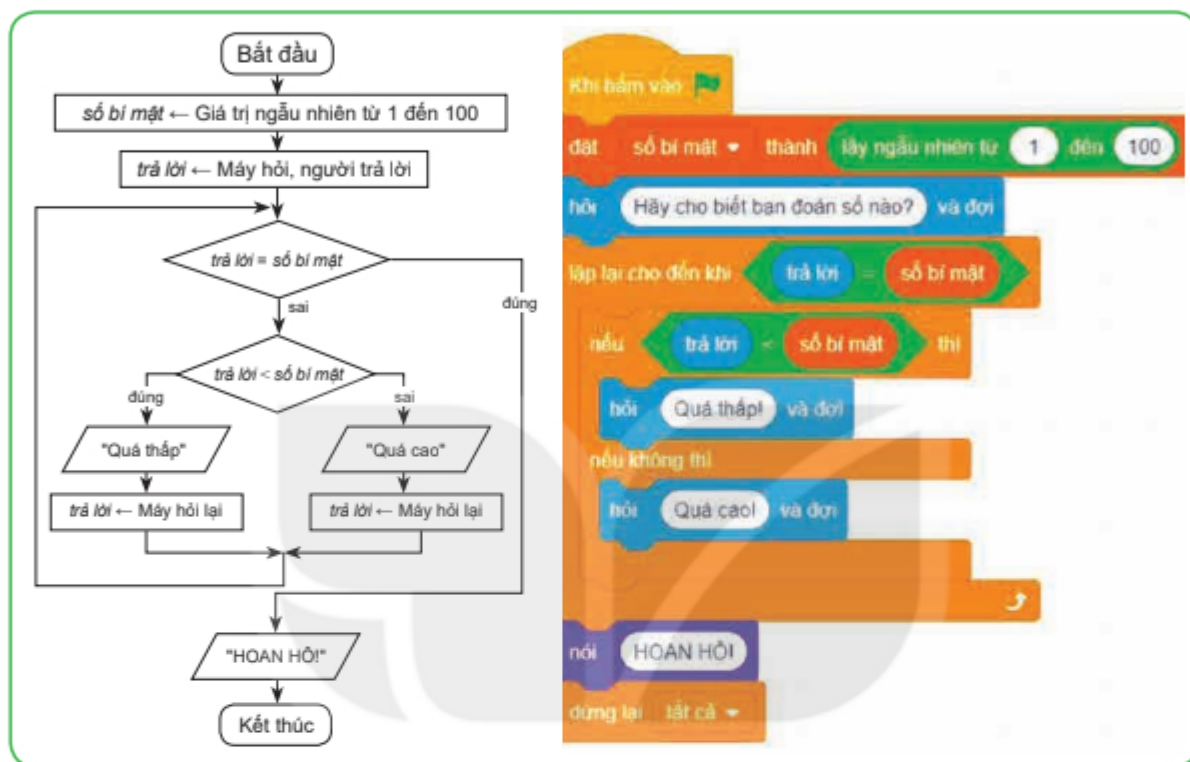 Bắt đầu
số bí mật ← Giá trị ngẫu nhiên từ 1 đến 100
trả lời ← Máy hỏi, người trả lời
trả lời = số bí mật
đúng
sai
trả lời < số bí mật
đúng
sai
"Quá thấp"
"Quá cao"
trả lời ← Máy hỏi lại
trả lời ← Máy hỏi lại
"HOAN HÔ!"
Kết thúc
Khi bấm vào
đặt số bí mật thành lấy ngẫu nhiên từ 1 đến 100
hỏi Hãy cho biết bạn đoán số nào? và đợi
lặp lại cho đến khi trả lời = số bí mật
nếu trả lời < số bí mật thì
hỏi Quá thấp! và đợi
nếu không thì
hỏi Quá cao! và đợi
nói HOAN HÔ!
dừng lại tất cả